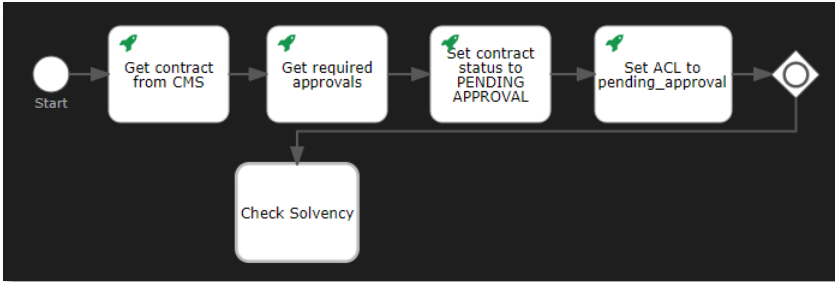 Get contract
from CMS
Get required
approvals
Set contract
status to
PENDING
APPROVAL
Set ACL to
pending_approval
Start
Check Solvency